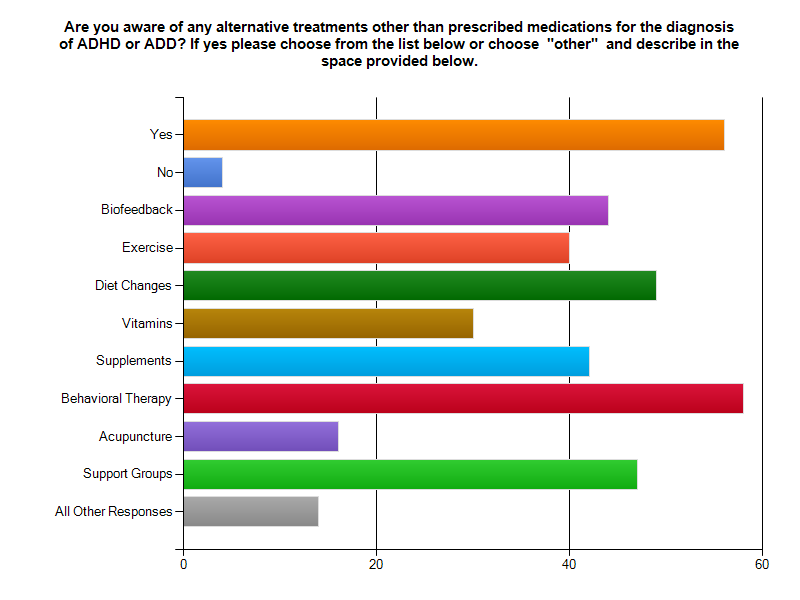 Are you aware of any alternative treatments other than prescribed medications for the diagnosis
of ADHD or ADD? If yes please choose from the list below or choose  "other"  and describe in the
space provided below.
Yes
No
Biofeedback
Exercise
Diet Changes
Vitamins
Supplements
Behavioral Therapy
Acupuncture
Support Groups
All Other Responses
0 20 40 60